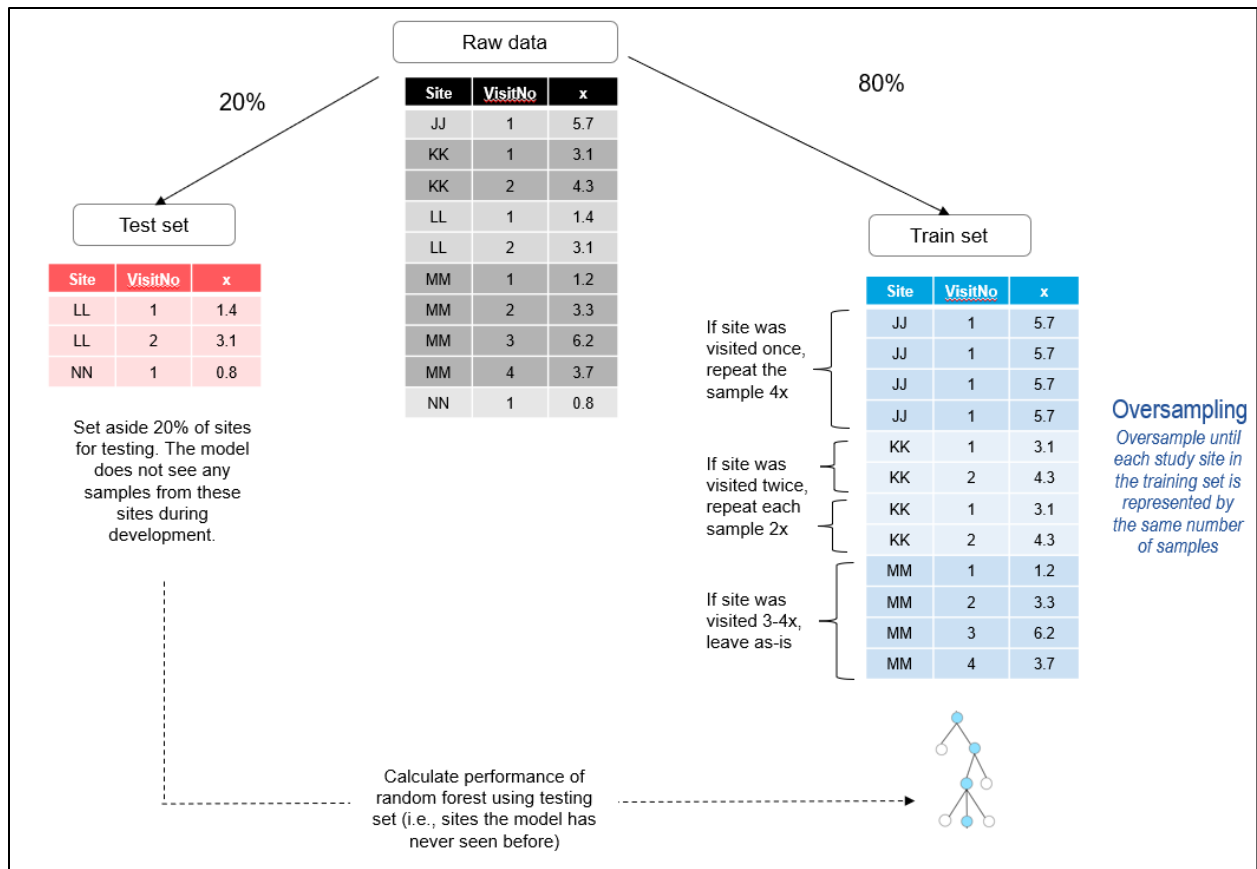 Raw data
20%
80%
Site VisitNo x
JJ 1 5.7
KK 1 3.1
KK 2 4.3
LL 1 1.4
LL 2 3.1
MM 1 1.2
MM 2 3.3
MM 3 6.2
MM 4 3.7
NN 1 0.8
Test set
Site VisitNo x
LL 1 1.4
LL 2 3.1
NN 1 0.8
Set aside 20% of sites
for testing. The model
does not see any
samples from these
sites during
development.
Train set
Site VisitNo x
JJ 1 5.7
JJ 1 5.7
JJ 1 5.7
JJ 1 5.7
KK 1 3.1
KK 2 4.3
KK 1 3.1
KK 2 4.3
MM 1 1.2
MM 2 3.3
MM 3 6.2
MM 4 3.7
If site was
visited once,
repeat the
sample 4x
If site was
visited twice,
repeat each
sample 2x
If site was
visited 3-4x,
leave as-is
Oversampling
Oversample until
each study site in
the training set is
represented by
the same number
of samples
Calculate performance of
random forest using testing
set (i.e., sites the model has
never seen before)